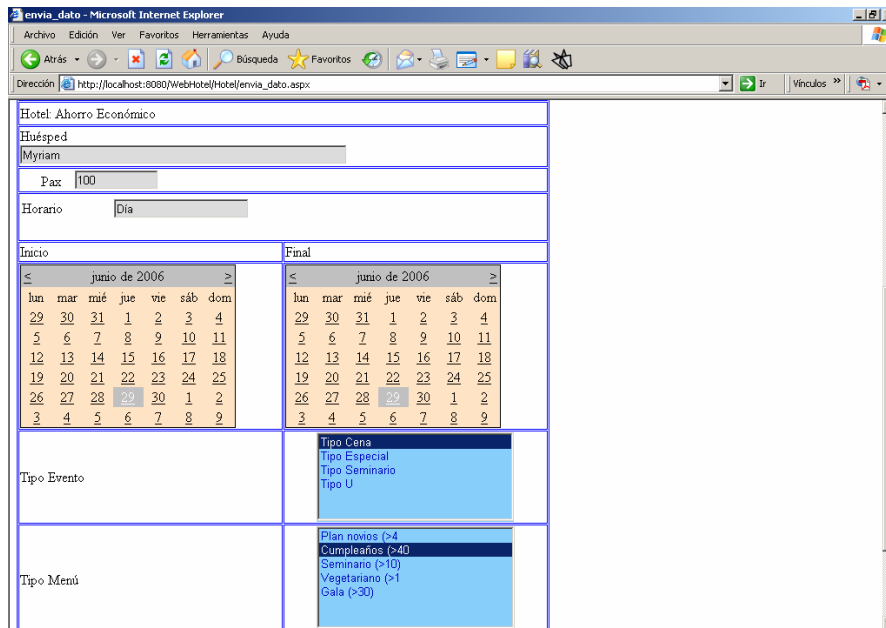 envia_dato - Microsoft Internet Explorer
Archivo Edición Ver Favoritos Herramientas Ayuda
Atrás Búsqueda Favoritos
Dirección http://localhost:8080/WebHotel/Hotel/envia_dato.aspx Ir Vínculos »
Hotel: Ahorro Económico
Huésped
Myriam
Pax 100
Horario Día
Inicio Final
< junio de 2006 > < junio de 2006 >
lun mar mié jue vie sáb dom lun mar mié jue vie sáb dom
29 30 31 1 2 3 4 29 30 31 1 2 3 4
5 6 7 8 9 10 11 5 6 7 8 9 10 11
12 13 14 15 16 17 18 12 13 14 15 16 17 18
19 20 21 22 23 24 25 19 20 21 22 23 24 25
26 27 28 29 30 1 2 26 27 28 29 30 1 2
3 4 5 6 7 8 9 3 4 5 6 7 8 9
Tipo Evento
Tipo Cena
Tipo Especial
Tipo Seminario
Tipo U
Tipo Menú
Plan novios (>4
Cumpleaños (>40
Seminario (>10)
Vegetariano (>1
Gala (>30)